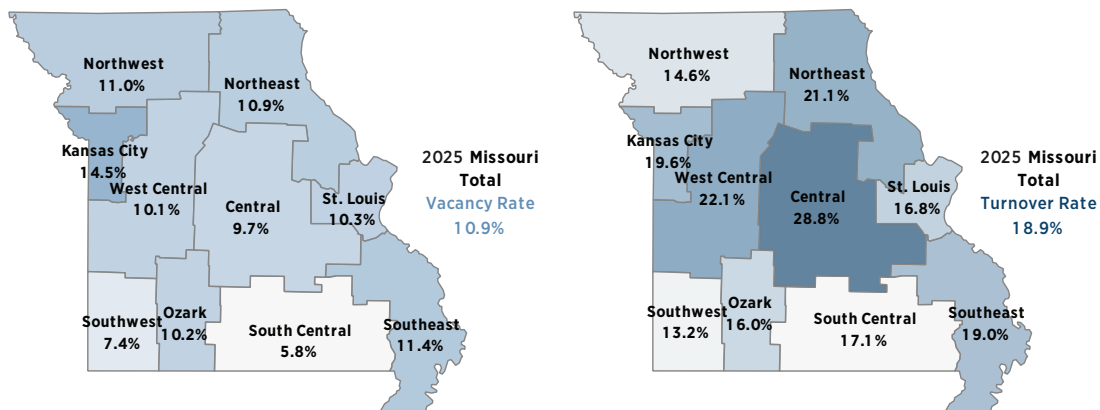 Northwest
11.0%
Northeast
10.9%
Kansas City
14.5%
West Central
10.1%
Central
9.7%
St. Louis
10.3%
Southwest
7.4%
Ozark
10.2%
South Central
5.8%
Southeast
11.4%
2025 Missouri
Total
Vacancy Rate
10.9%
Northwest
14.6%
Northeast
21.1%
Kansas City
19.6%
West Central
22.1%
Central
28.8%
St. Louis
16.8%
Southwest
13.2%
Ozark
16.0%
South Central
17.1%
Southeast
19.0%
2025 Missouri
Total
Turnover Rate
18.9%